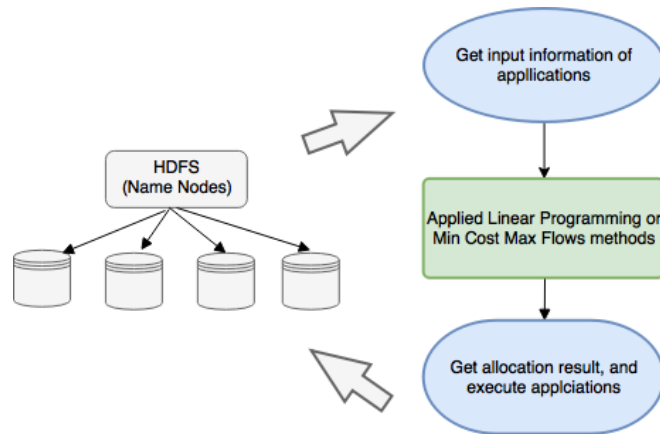 HDFS
(Name Nodes)
Get input information of
appllications
Applied Linear Programming or
Min Cost Max Flows methods
Get allocation result, and
execute applciations